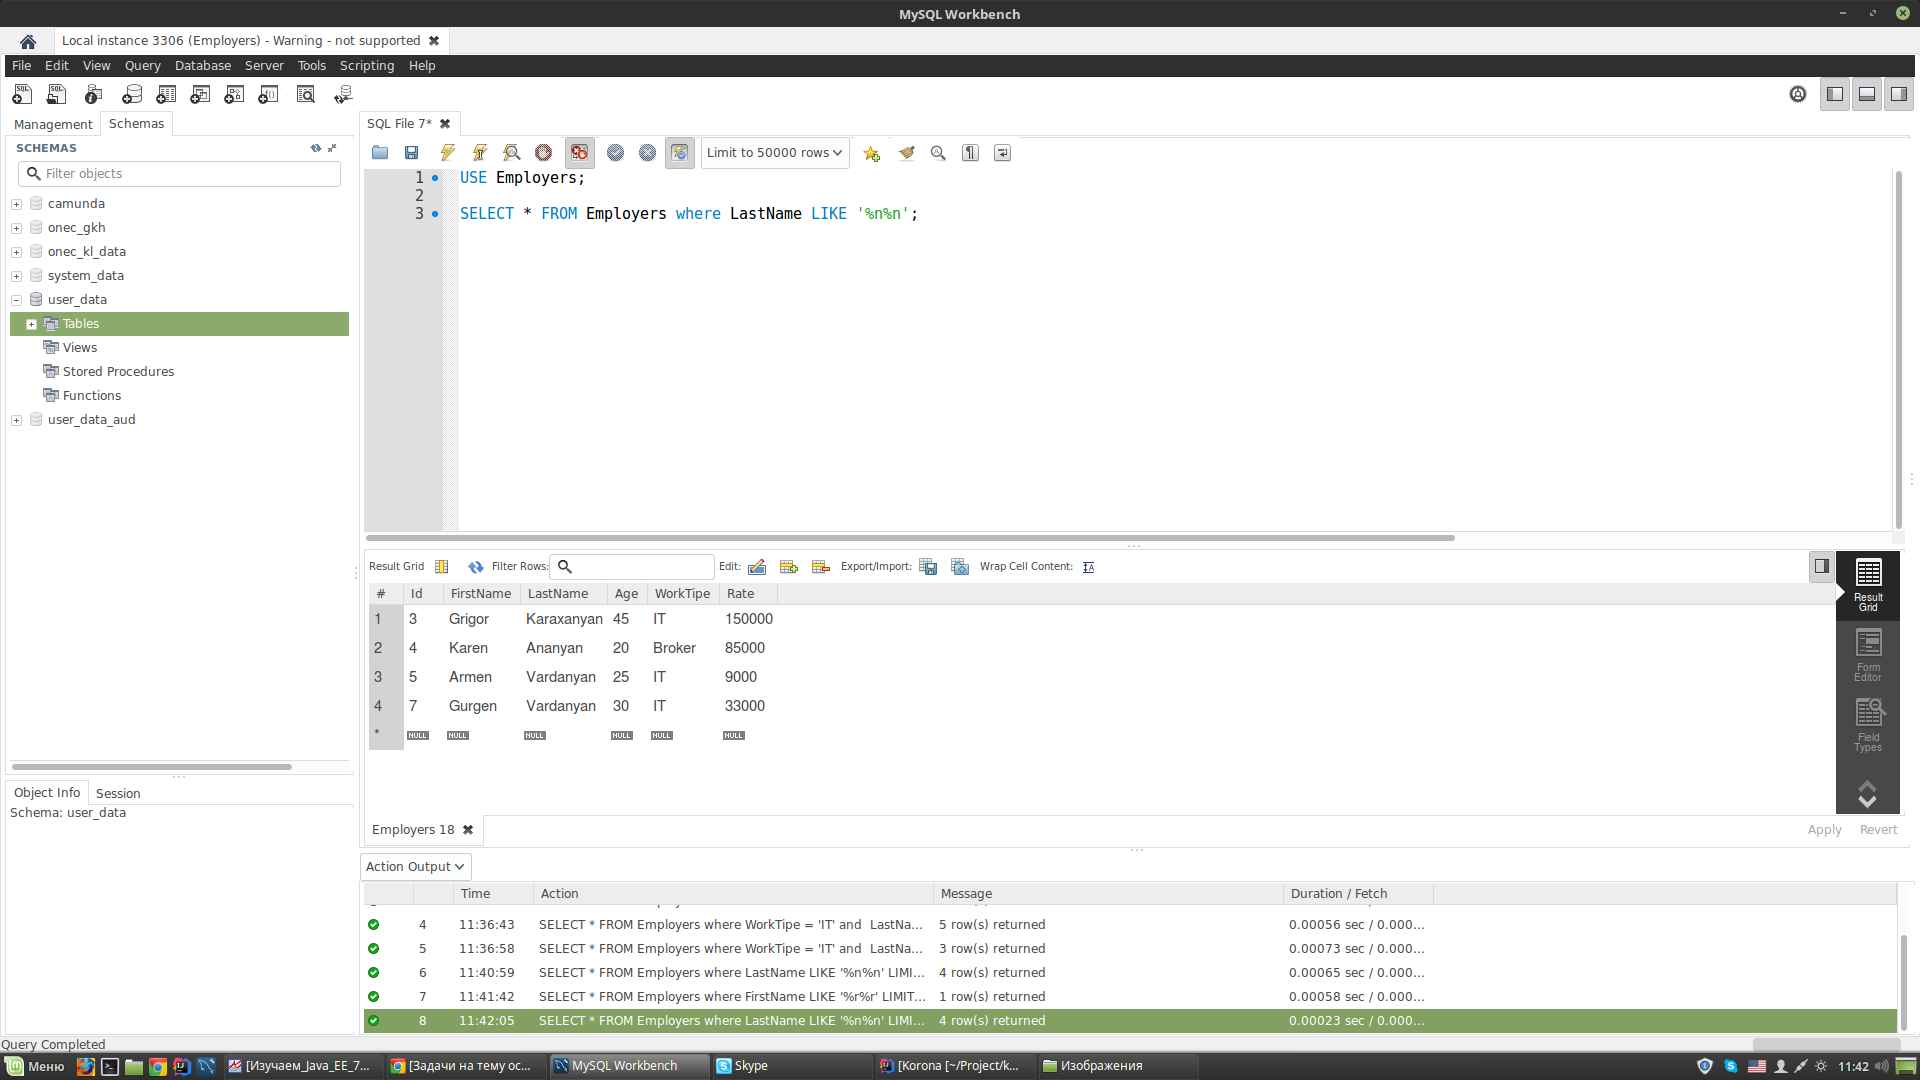 MySQL Workbench
Local instance 3306 (Employers) - Warning - not supported
File Edit View Query Database Server Tools Scripting Help
Management Schemas
SCHEMAS
Filter objects
camunda
onec_gkh
onec_kl_data
system_data
user_data
Tables
Views
Stored Procedures
Functions
user_data_aud
Object Info Session
Schema: user_data
SQL File 7*
Limit to 50000 rows
1 USE Employers;
2
3 SELECT * FROM Employers where LastName LIKE '%n%n';
Result Grid Filter Rows: Edit: Export/Import: Wrap Cell Content:
# Id FirstName LastName Age WorkTipe Rate
1 3 Grigor Karaxanyan 45 IT 150000
2 4 Karen Ananyan 20 Broker 85000
3 5 Armen Vardanyan 25 IT 9000
4 7 Gurgen Vardanyan 30 IT 33000
* NULL NULL NULL NULL NULL NULL
Result
Grid
Form
Editor
Field
Types
Employers 18
Apply Revert
Action Output
Time Action Message Duration / Fetch
4 11:36:43 SELECT * FROM Employers where WorkTipe = 'IT' and LastNa... 5 row(s) returned 0.00056 sec / 0.000...
5 11:36:58 SELECT * FROM Employers where WorkTipe = 'IT' and LastNa... 3 row(s) returned 0.00073 sec / 0.000...
6 11:40:59 SELECT * FROM Employers where LastName LIKE '%n%n' LIMI... 4 row(s) returned 0.00065 sec / 0.000...
7 11:41:42 SELECT * FROM Employers where FirstName LIKE '%r%r' LIMIT... 1 row(s) returned 0.00058 sec / 0.000...
8 11:42:05 SELECT * FROM Employers where LastName LIKE '%n%n' LIMI... 4 row(s) returned 0.00023 sec / 0.000...
Query Completed
Меню [Изучаем_Java_EE_7... [Задачи на тему ос... MySQL Workbench Skype [Korona [~/Project/k... Изображения 11:42